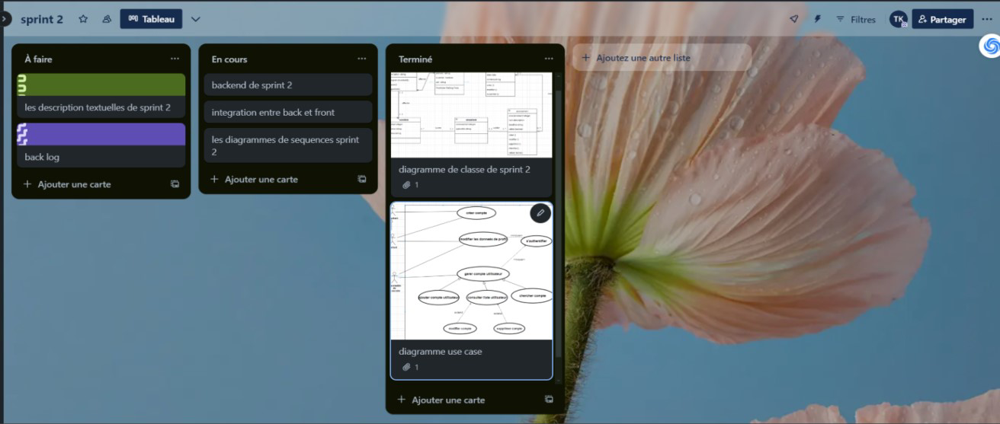 sprint 2
Tableau
Filtres
TK
Partager
À faire
les description textuelles de sprint 2
back log
Ajouter une carte
En cours
backend de sprint 2
integration entre back et front
les diagrammes de sequences sprint
2
Ajouter une carte
Terminé
diagramme de classe de sprint 2
1
créer compte
modifier les données de profil
s'authentifier
gerer compte utilisateur
ajouter compte utilisateur
consulter liste utilisateur
chercher compte
modifier compte
supprimer compte
diagramme use case
1
Ajouter une carte
Ajoutez une autre liste